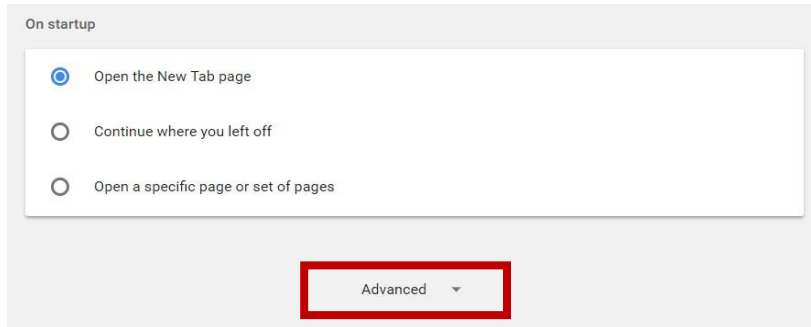 On startup
Open the New Tab page
Continue where you left off
Open a specific page or set of pages
Advanced